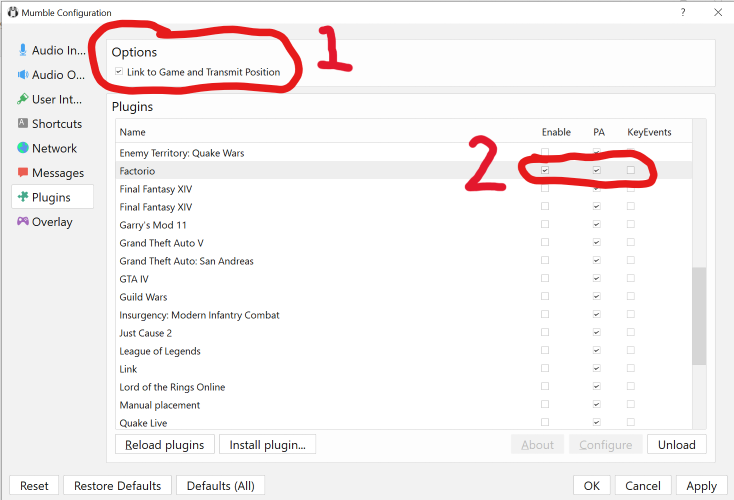 Mumble Configuration
? ✕
Audio In...
Audio O...
User Int...
Shortcuts
Network
Messages
Plugins
Overlay
Options
Link to Game and Transmit Position
1
Plugins
Name Enable PA KeyEvents
Enemy Territory: Quake Wars
Factorio
2
Final Fantasy XIV
Final Fantasy XIV
Garry's Mod 11
Grand Theft Auto V
Grand Theft Auto: San Andreas
GTA IV
Guild Wars
Insurgency: Modern Infantry Combat
Just Cause 2
League of Legends
Link
Lord of the Rings Online
Manual placement
Quake Live
Reload plugins Install plugin... About Configure Unload
Reset Restore Defaults Defaults (All) OK Cancel Apply